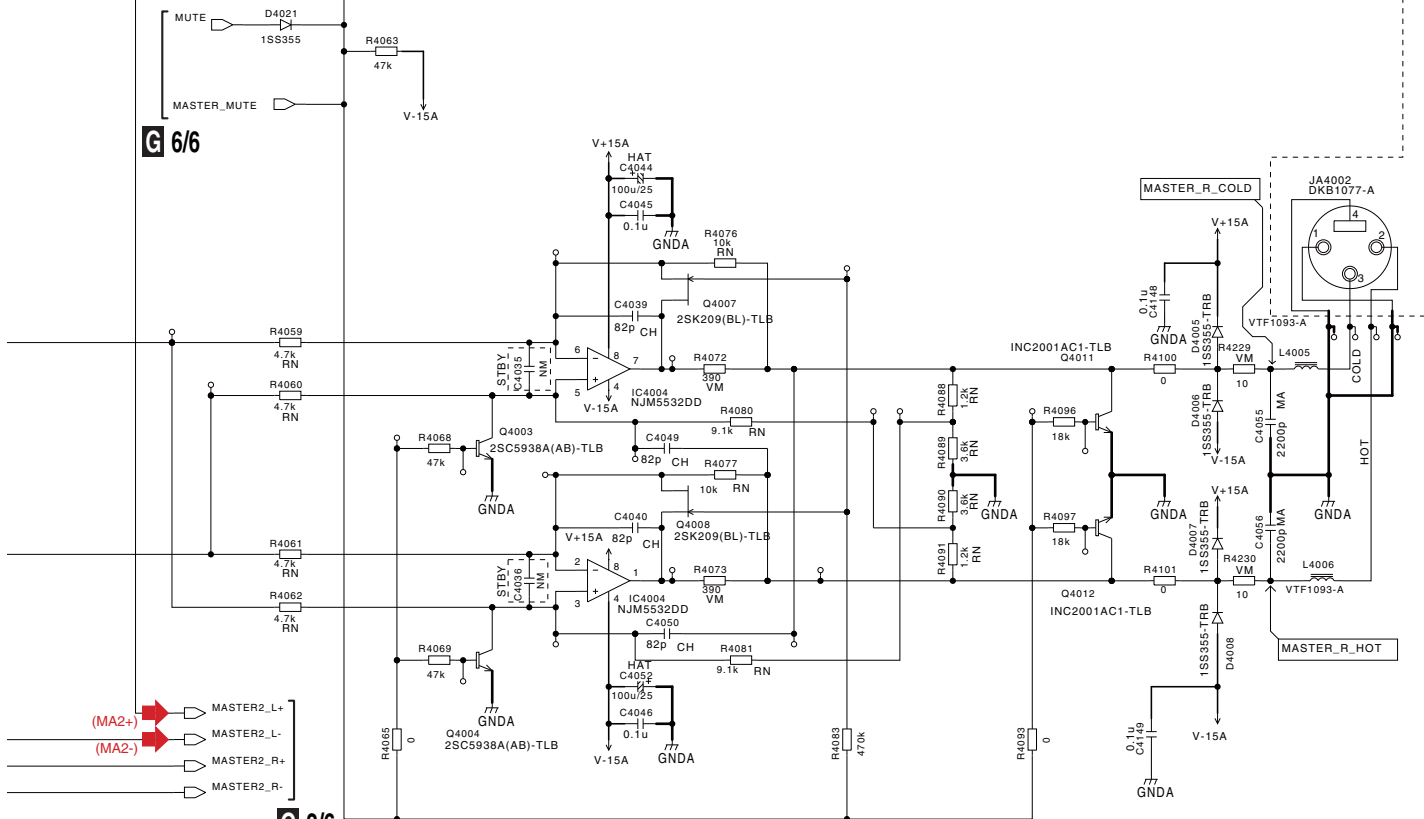 MUTE
D4021
1SS355
R4063
47k
MASTER_MUTE
V-15A
G 6/6
V+15A
HAT
C4044
+
100u/25
C4045
0.1u
GNDA
R4076
10k
RN
C4039
82p CH
Q4007
2SK209(BL)-TLB
R4059
4.7k
RN
R4060
4.7k
RN
STBY
C4035
NM
6
5
8
4
7
−
+
V-15A
IC4004
NJM5532DD
R4072
390
VM
R4080
9.1k RN
R4068
47k
Q4003
2SC5938A(AB)-TLB
GNDA
C4049
82p CH
R4077
10k RN
C4040
82p CH
Q4008
2SK209(BL)-TLB
V+15A
R4061
4.7k
RN
R4062
4.7k
RN
STBY
C4036
NM
2
3
8
4
1
−
+
IC4004
NJM5532DD
R4073
390
VM
C4050
82p CH
R4081
9.1k RN
R4069
47k
Q4004
2SC5938A(AB)-TLB
GNDA
HAT
C4052
+
100u/25
C4046
0.1u
GNDA
V-15A
R4065
0
R4083
470k
R4093
0
R4088
1.2k
RN
R4089
3.6k
RN
R4090
3.6k
RN
R4091
1.2k
RN
GNDA
INC2001AC1-TLB
Q4011
R4096
18k
R4097
18k
Q4012
INC2001AC1-TLB
GNDA
R4100
0
R4101
0
MASTER_R_COLD
V+15A
0.1u
C4148
GNDA
D4005
1SS355-TRB
D4006
1SS355-TRB
V-15A
R4229
VM
10
VTF1093-A
L4005
C4055
2200p
MA
V+15A
D4007
1SS355-TRB
C4056
2200p
MA
R4230
VM
10
L4006
VTF1093-A
1SS355-TRB
D4008
MASTER_R_HOT
0.1u
C4149
GNDA
V-15A
GNDA
COLD
HOT
JA4002
DKB1077-A
4
1
2
3
(MA2+)
(MA2-)
MASTER2_L+
MASTER2_L-
MASTER2_R+
MASTER2_R-